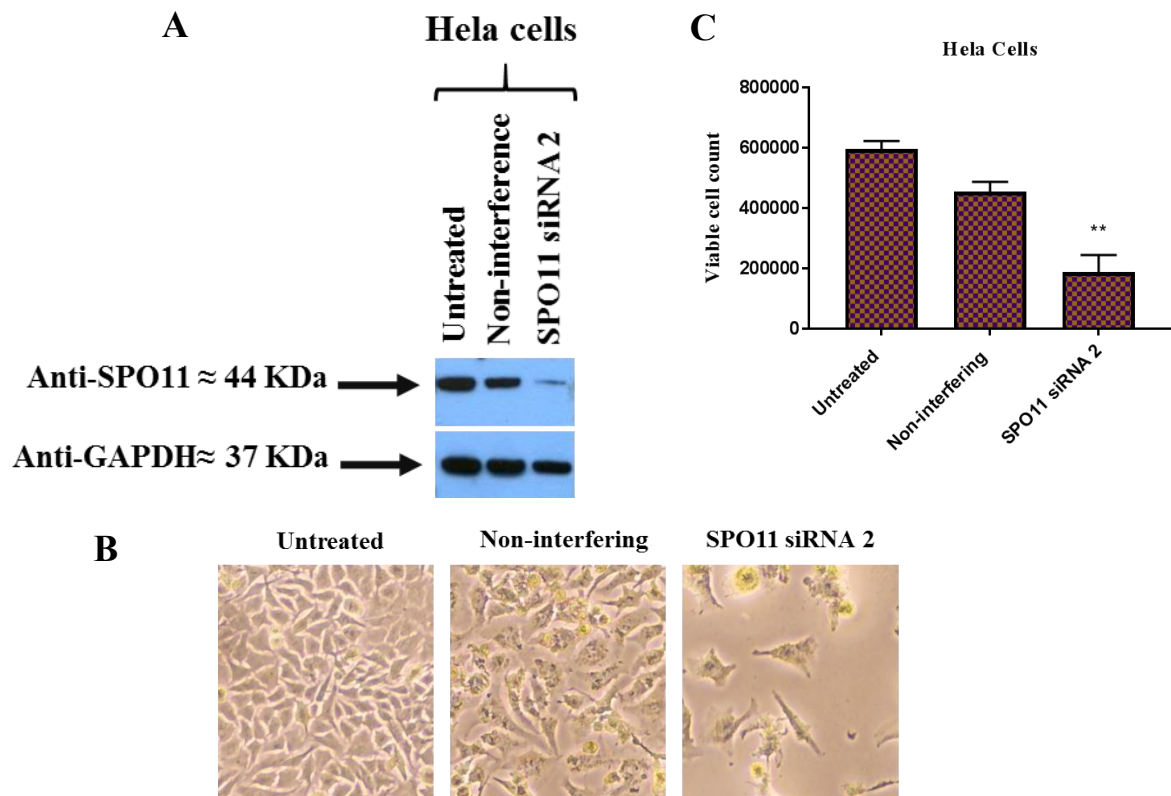 A
Hela cells
Untreated
Non-interference
SPO11 siRNA 2
Anti-SPO11 ≈ 44 KDa
Anti-GAPDH≈ 37 KDa
C
Hela Cells
Viable cell count
800000
600000
400000
200000
0
**
Untreated
Non-interfering
SPO11 siRNA 2
B
Untreated
Non-interfering
SPO11 siRNA 2